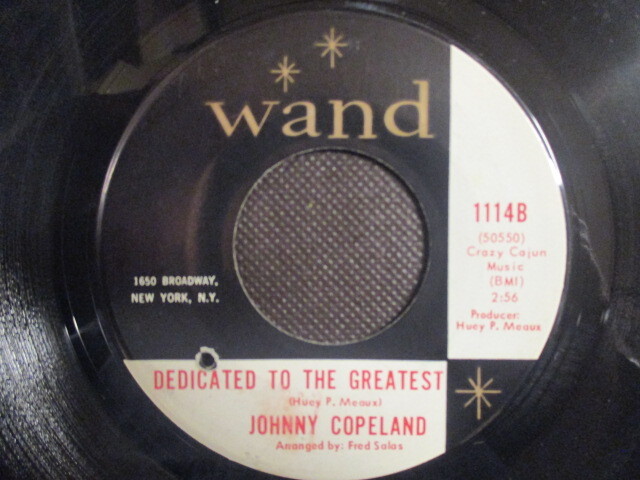 wand
1114B
(50550)
Crazy Cajun
Music
(BMI)
2:56
Producer:
Huey P. Meaux
1650 BROADWAY,
NEW YORK, N.Y.
DEDICATED TO THE GREATEST
(Huey P. Meaux)
JOHNNY COPELAND
Arranged by: Fred Salas